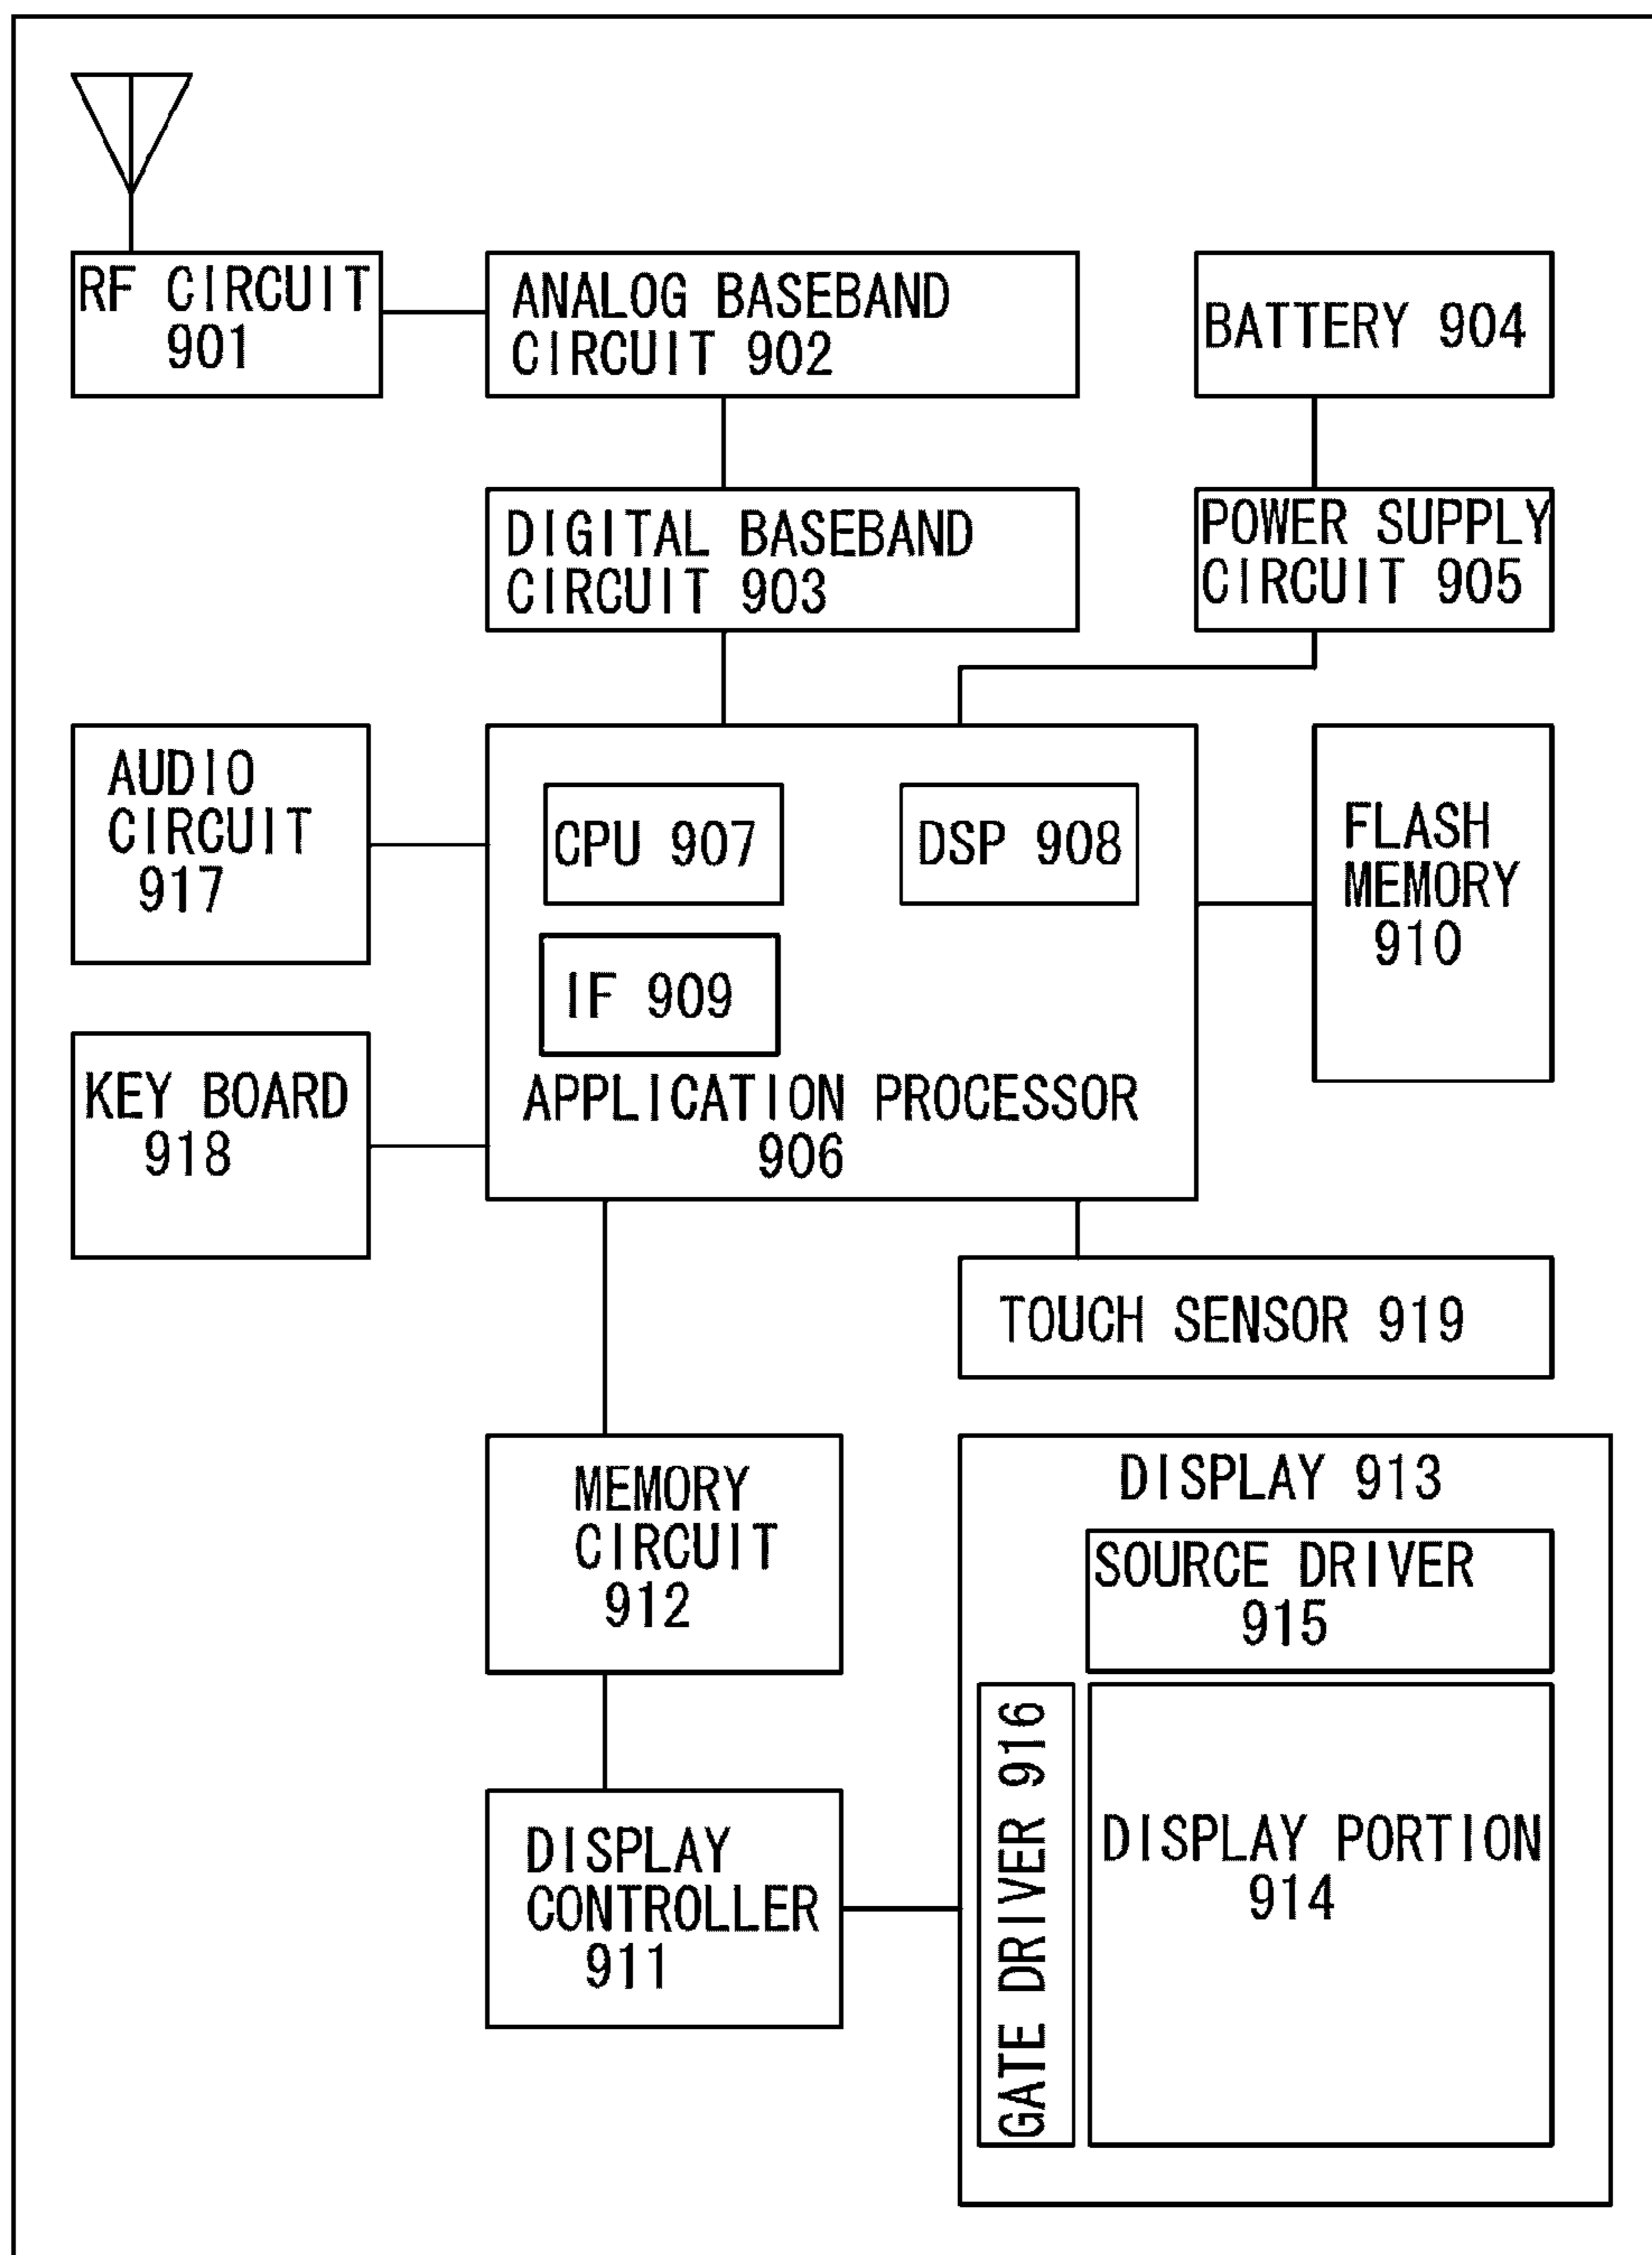 RF CIRCUIT
901
ANALOG BASEBAND
CIRCUIT 902
BATTERY 904
DIGITAL BASEBAND
CIRCUIT 903
POWER SUPPLY
CIRCUIT 905
AUDIO
CIRCUIT
917
CPU 907
DSP 908
FLASH
MEMORY
910
IF 909
APPLICATION PROCESSOR
906
KEY BOARD
918
TOUCH SENSOR 919
MEMORY
CIRCUIT
912
DISPLAY 913
SOURCE DRIVER
915
GATE DRIVER 916
DISPLAY PORTION
914
DISPLAY
CONTROLLER
911